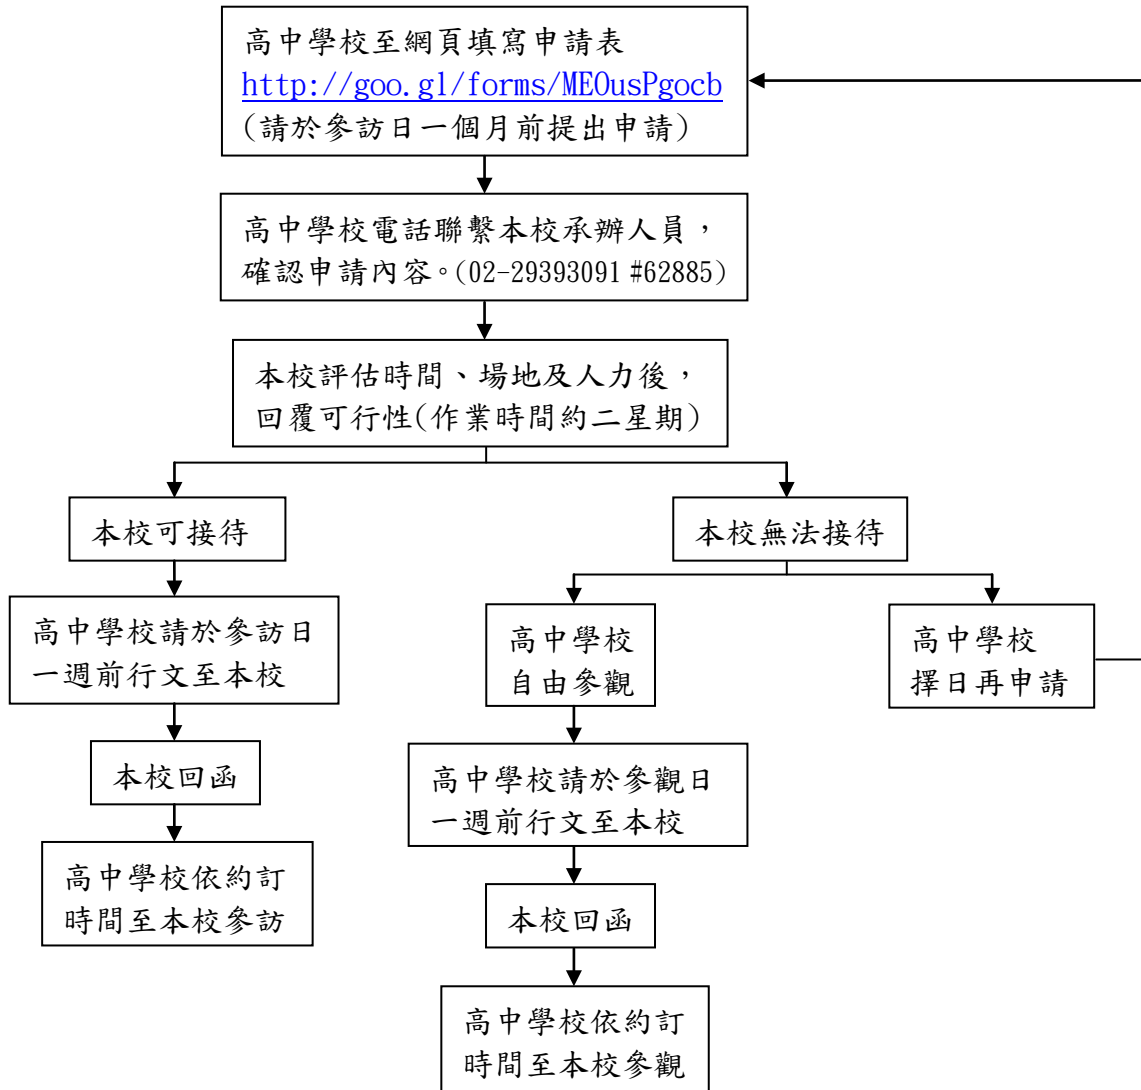 高中學校至網頁填寫申請表
http://goo.gl/forms/MEOusPgocb
(請於參訪日一個月前提出申請)
高中學校電話聯繫本校承辦人員，
確認申請內容。(02-29393091 #62885)
本校評估時間、場地及人力後，
回覆可行性(作業時間約二星期)
本校可接待
本校無法接待
高中學校請於參訪日
一週前行文至本校
高中學校
自由參觀
高中學校
擇日再申請
本校回函
高中學校請於參觀日
一週前行文至本校
高中學校依約訂
時間至本校參訪
本校回函
高中學校依約訂
時間至本校參觀